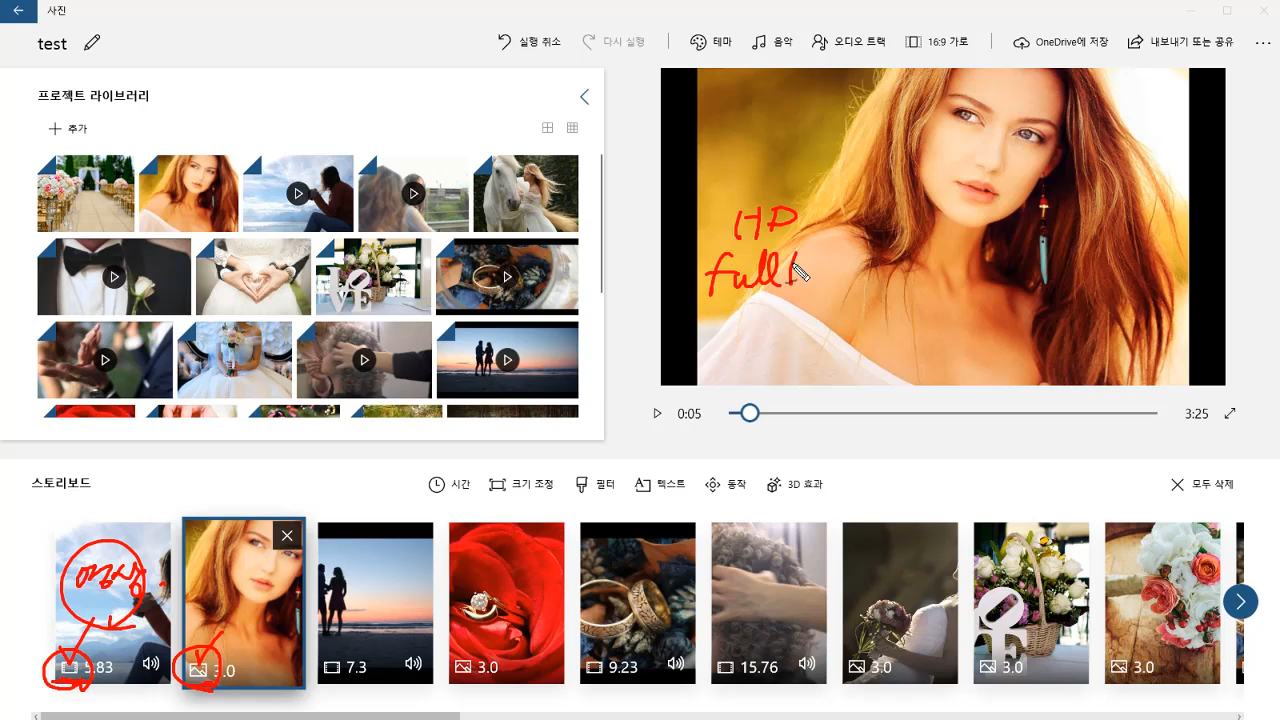 사진
test
실행 취소
다시 실행
테마
음악
오디오 트랙
16:9 가로
OneDrive에 저장
내보내기 또는 공유
프로젝트 라이브러리
추가
HD
full
0:05
3:25
스토리보드
시간
크기 조정
필터
텍스트
동작
3D 효과
모두 삭제
영상
5.83
3.0
7.3
3.0
9.23
15.76
3.0
3.0
3.0